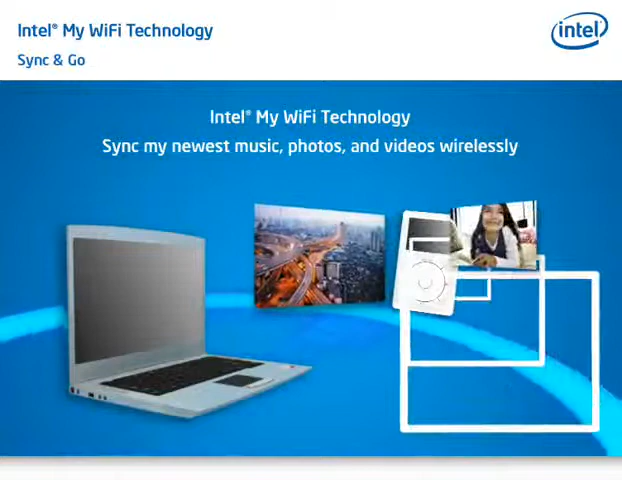 Intel® My WiFi Technology
Sync & Go
intel®
Intel® My WiFi Technology
Sync my newest music, photos, and videos wirelessly